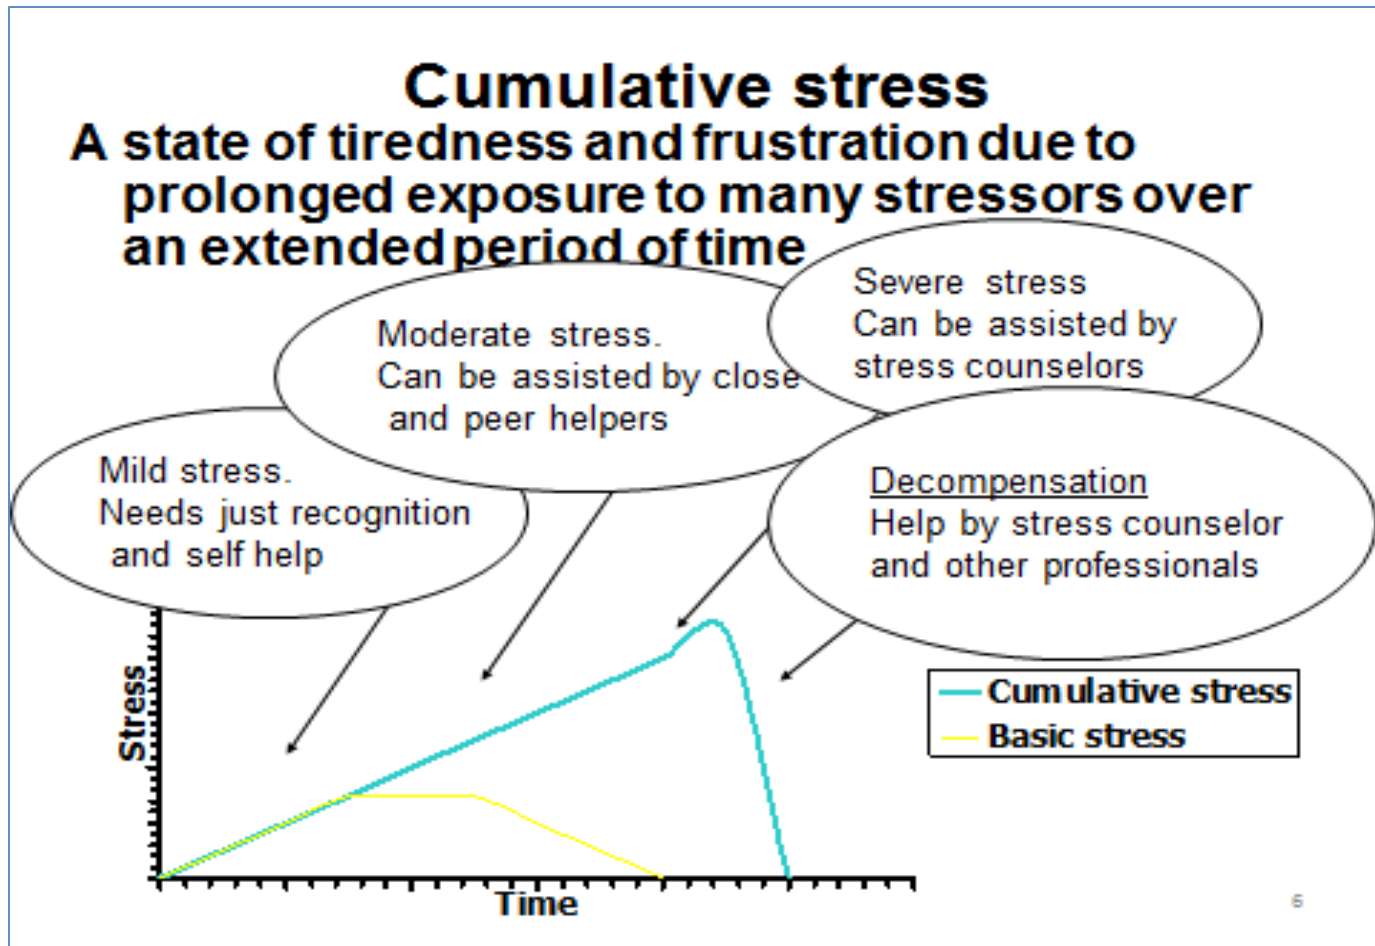 Cumulative stress
A state of tiredness and frustration due to
prolonged exposure to many stressors over
an extended period of time
Severe stress
Can be assisted by
stress counselors
Moderate stress.
Can be assisted by close
and peer helpers
Mild stress.
Needs just recognition
and self help
Decompensation
Help by stress counselor
and other professionals
Stress
Cumulative stress
Basic stress
Time
6